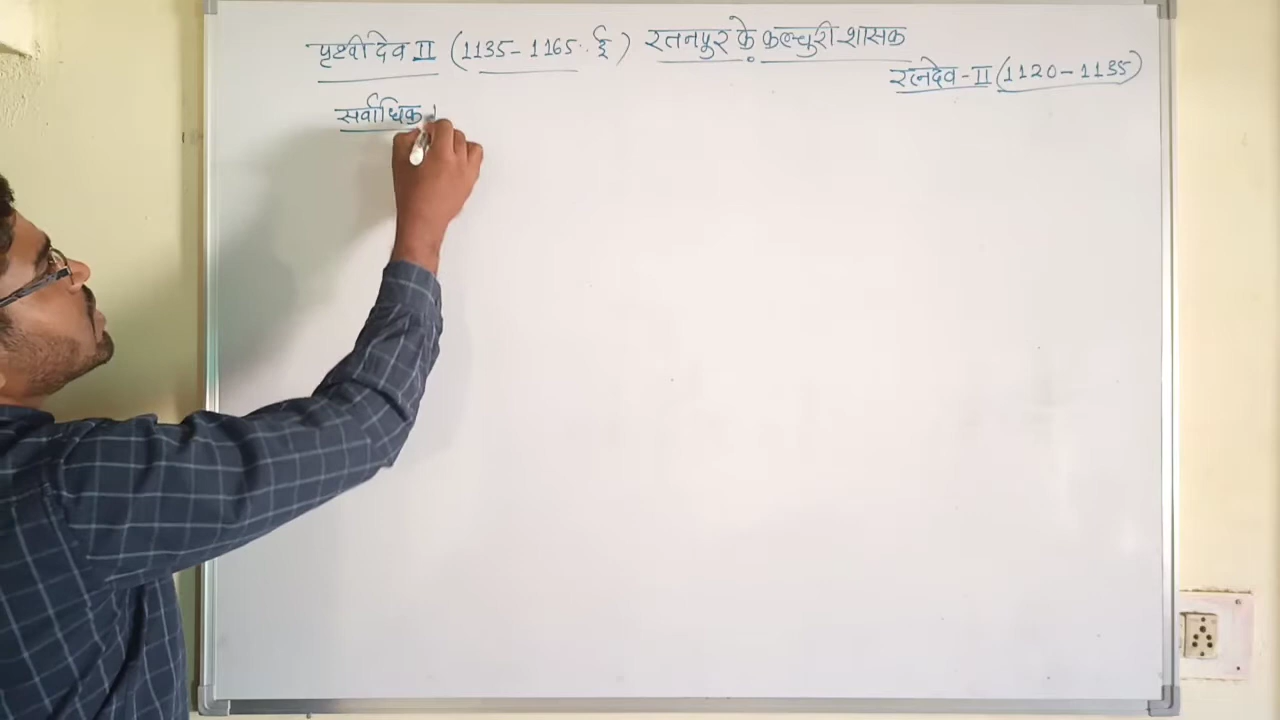 पृथ्वीदेव II (1135-1165 ई) रतनपुर के कल्चुरी शासक
रत्नदेव-II (1120-1135)
सर्वाधिक